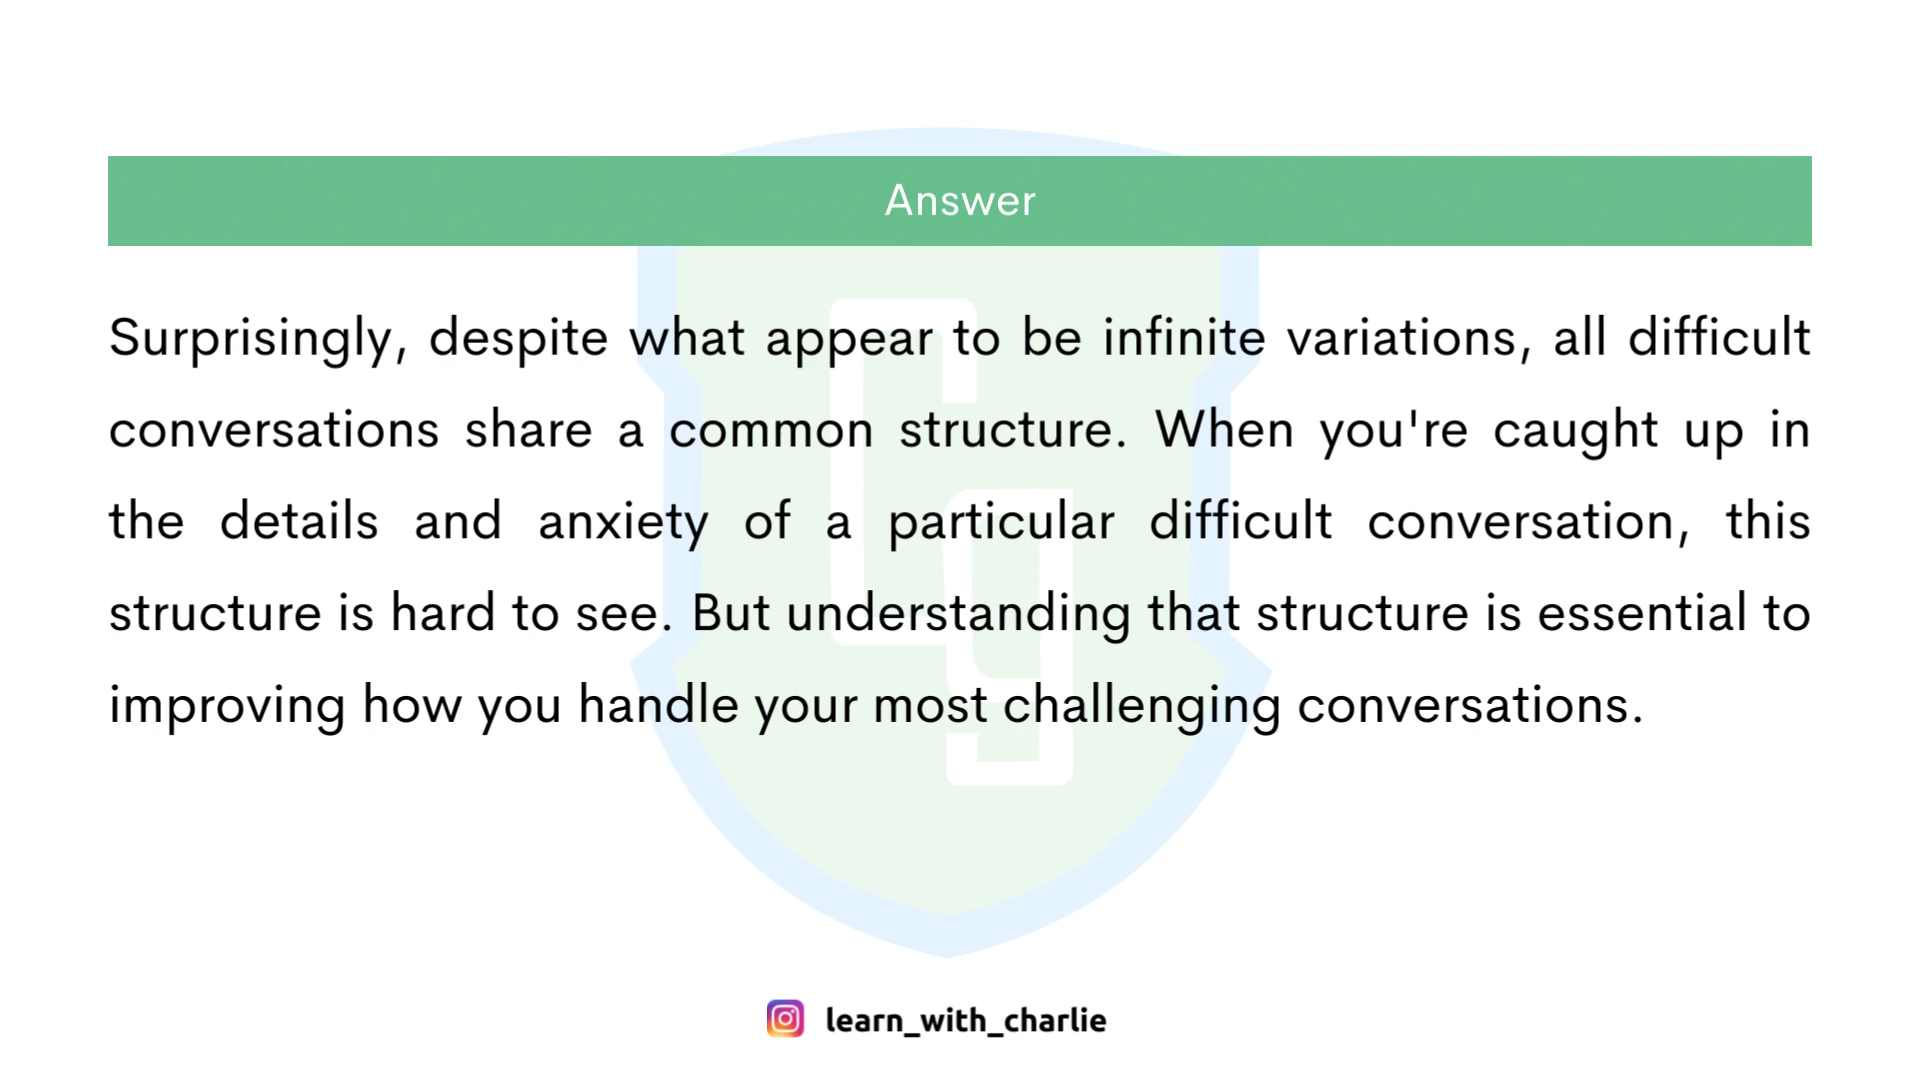 Answer
Surprisingly, despite what appear to be infinite variations, all difficult
conversations share a common structure. When you're caught up in
the details and anxiety of a particular difficult conversation, this
structure is hard to see. But understanding that structure is essential to
improving how you handle your most challenging conversations.
Cg
learn_with_charlie